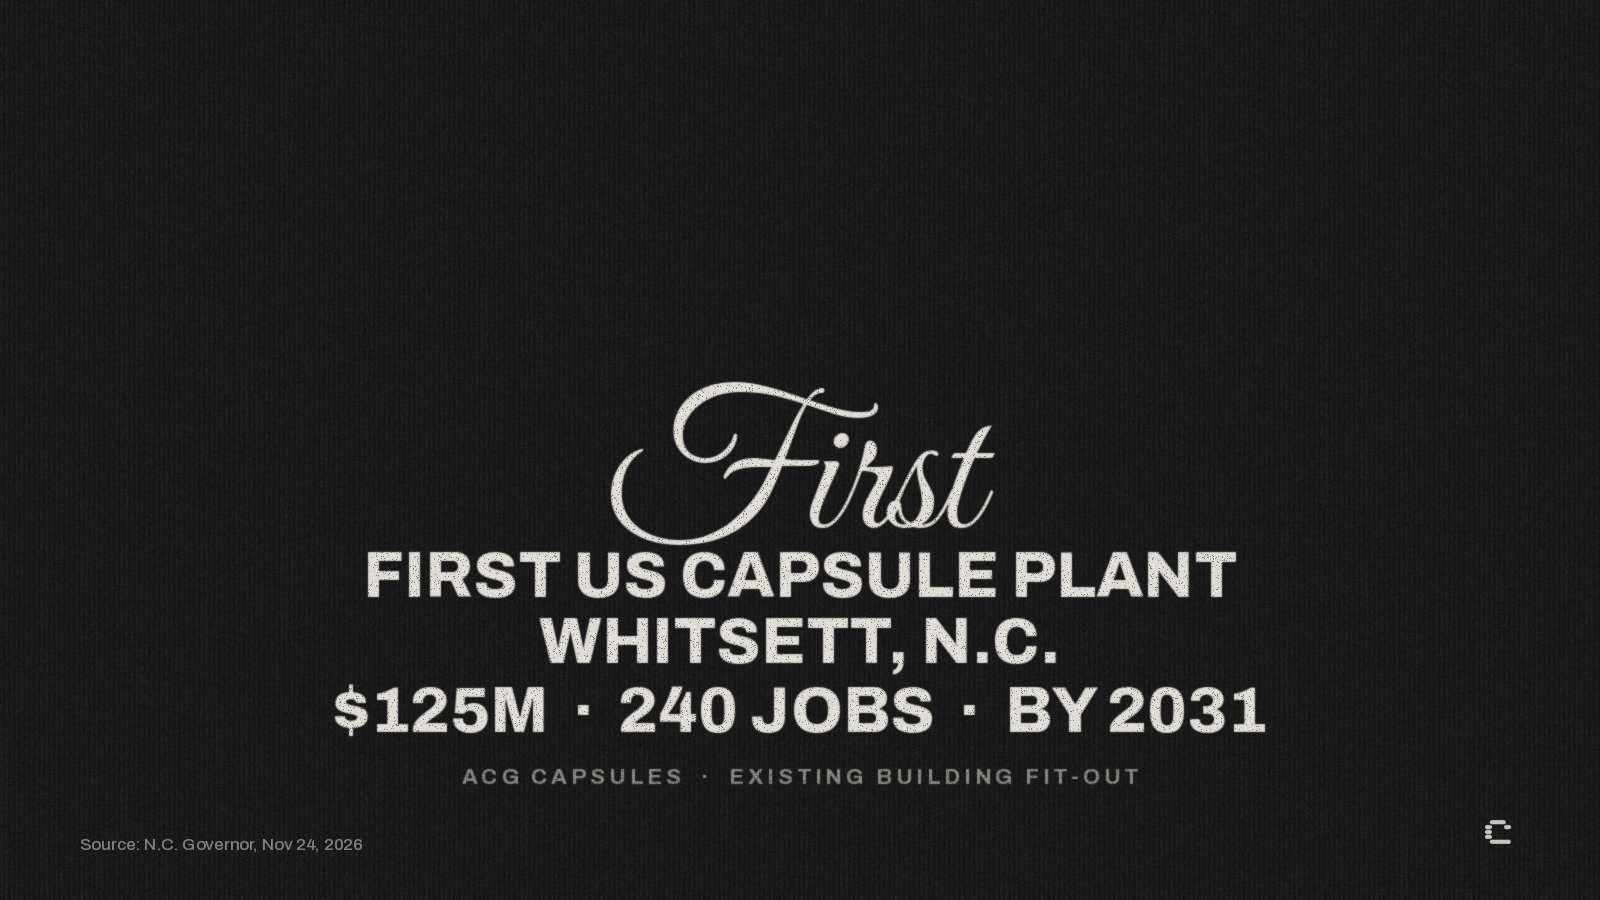 First
FIRST US CAPSULE PLANT
WHITSETT, N.C.
$125M · 240 JOBS · BY 2031
ACG CAPSULES · EXISTING BUILDING FIT-OUT
Source: N.C. Governor, Nov 24, 2026